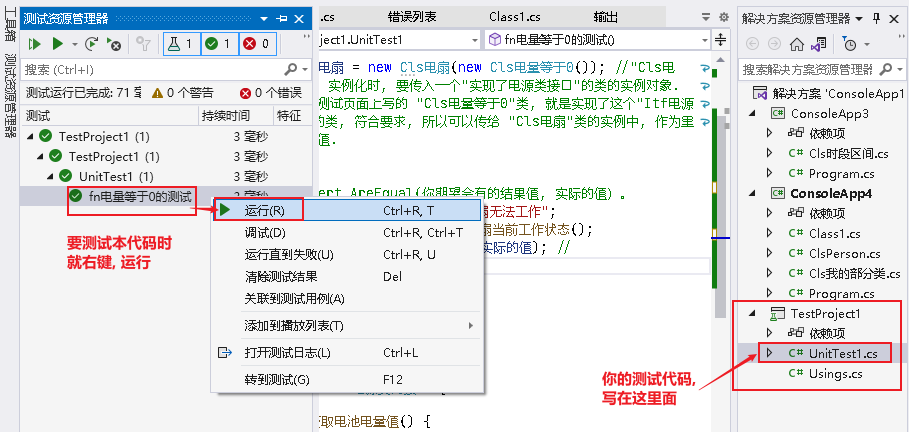 工具箱
测试资源管理器
测试资源管理器
1
1
0
搜索 (Ctrl+I)
测试运行已完成: 71 毫
0 个警告
0 个错误
测试
持续时间
特征
TestProject1 (1)
3 毫秒
TestProject1 (1)
3 毫秒
UnitTest1 (1)
3 毫秒
fn电量等于0的测试
3 毫秒
要测试本代码时
就右键, 运行
运行(R)
Ctrl+R, T
调试(D)
Ctrl+R, Ctrl+T
运行直到失败(U)
Ctrl+R, U
清除测试结果
Del
关联到测试用例(A)
添加到播放列表(T)
打开测试日志(L)
Ctrl+L
转到测试(G)
F12
.cs
错误列表
Class1.cs
输出
ject1.UnitTest1
fn电量等于0的测试()
电扇 = new Cls电扇(new Cls电量等于0()); //"Cls电
实例化时, 要传入一个"实现了电源类接口"的类的实例对象.
测试页面上写的 "Cls电量等于0"类, 就是实现了这个"Itf电源
的类, 符合要求, 所以可以传给 "Cls电扇"类的实例中, 作为里
值.
ert.AreEqual(你期望会有的结果值, 实际的值) 。
扇无法工作";
扇当前工作状态();
实际的值); //
取电池电量值() {
你的测试代码,
写在这里面
解决方案资源管理器
搜索解决方案资源管理器
解决方案 'ConsoleApp1
ConsoleApp3
依赖项
C# Cls时段区间.cs
C# Program.cs
ConsoleApp4
依赖项
C# Class1.cs
C# ClsPerson.cs
C# Cls我的部分类.cs
C# Program.cs
TestProject1
依赖项
C# UnitTest1.cs
C# Usings.cs